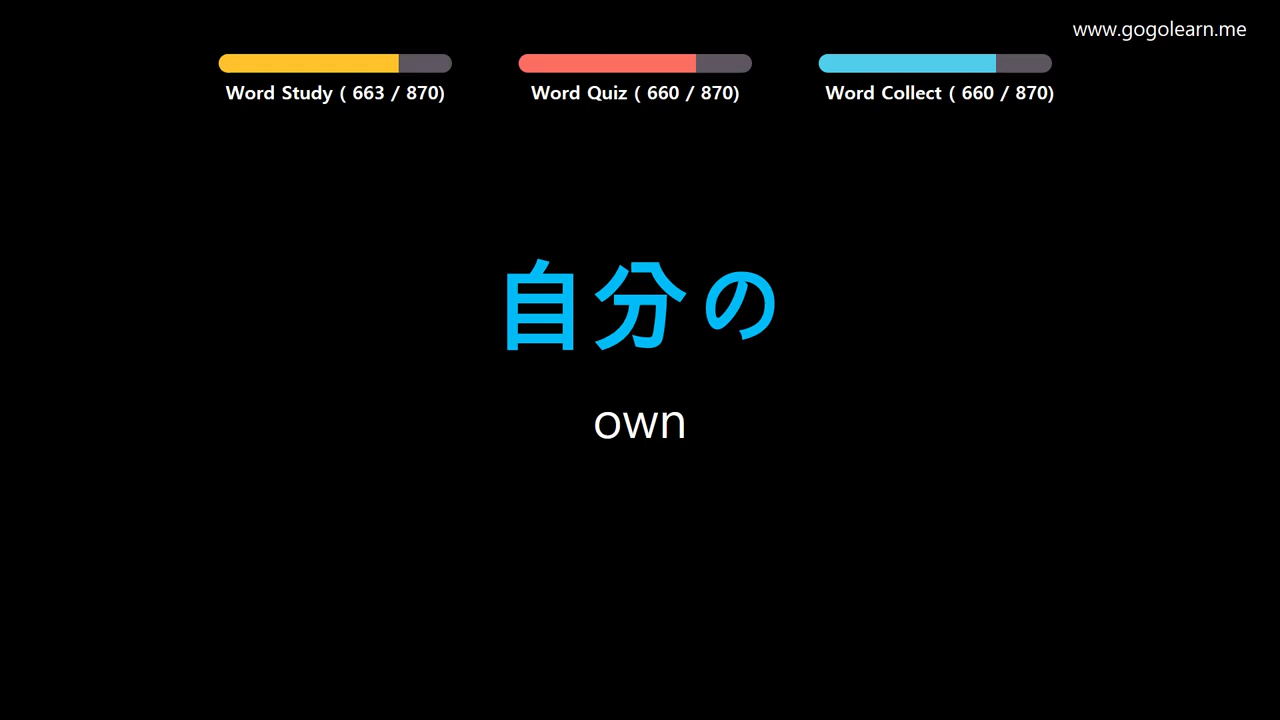 www.gogolearn.me
Word Study ( 663 / 870)
Word Quiz ( 660 / 870)
Word Collect ( 660 / 870)
自分の
own